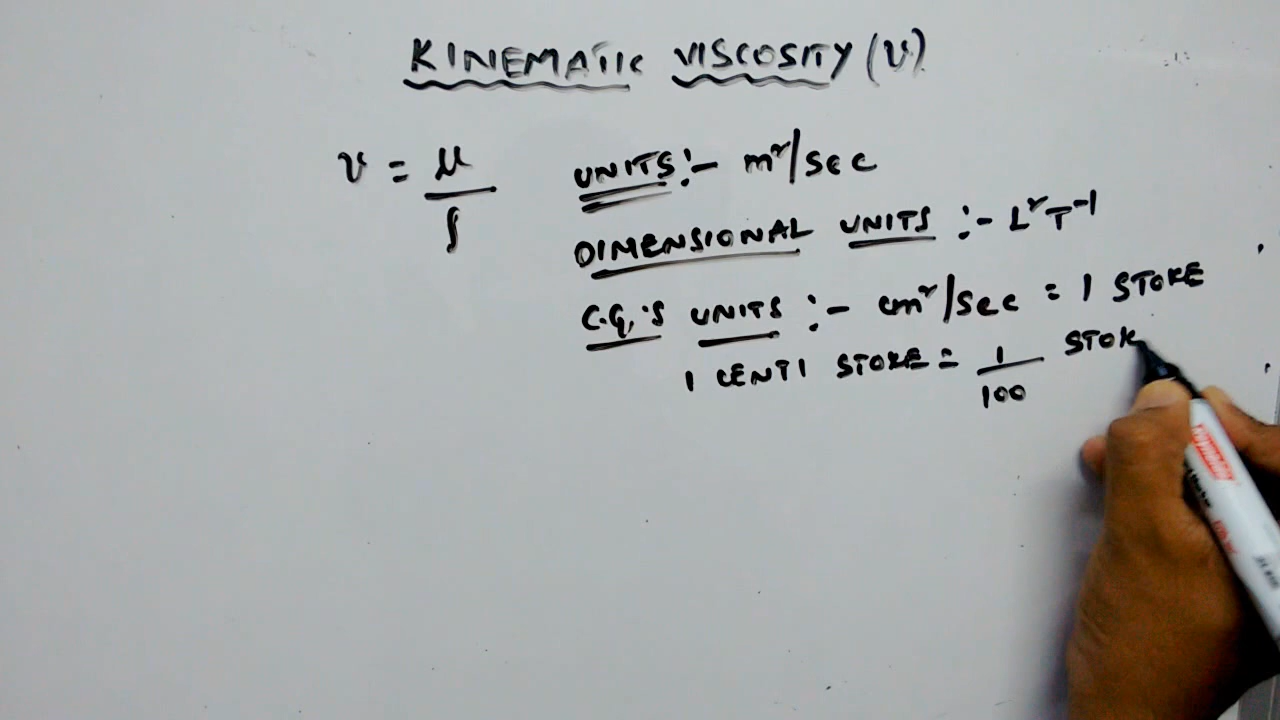 KINEMATIC VISCOSITY (ν)
ν = μ/ρ
UNITS:- m²/sec
DIMENSIONAL UNITS :- L²T⁻¹
C.G.S UNITS :- cm²/sec = 1 STOKE
1 CENTI STOKE = 1/100 STOK